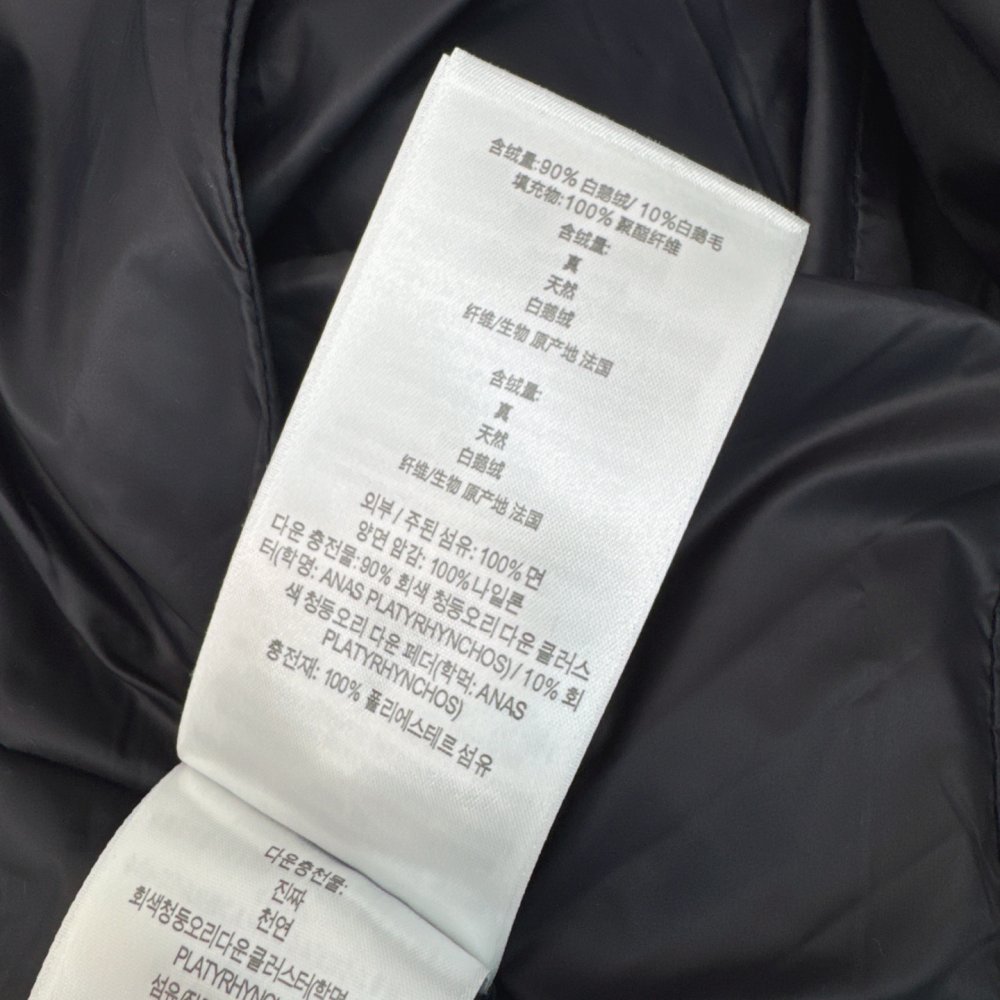 含绒量:90% 白鹅绒/ 10%白鹅毛
填充物:100% 聚酯纤维
含绒量:
真
天然
白鹅绒
纤维/生物 原产地 法国
含绒量:
真
天然
白鹅绒
纤维/生物 原产地 法国
외부 / 주된 섬유: 100% 면
양면 암감: 100% 나일론
다운 충전물: 90% 회색 청둥오리 다운 클러스
터(학명: ANAS PLATYRHYNCHOS) / 10% 회
색 청둥오리 다운 페더(학먹: ANAS
PLATYRHYNCHOS)
충전재: 100% 폴리에스테르 섬유
다운충천물:
진짜
천연
회색청둥오리다운클러스터(학명
PLATYRHYNC
섬유/